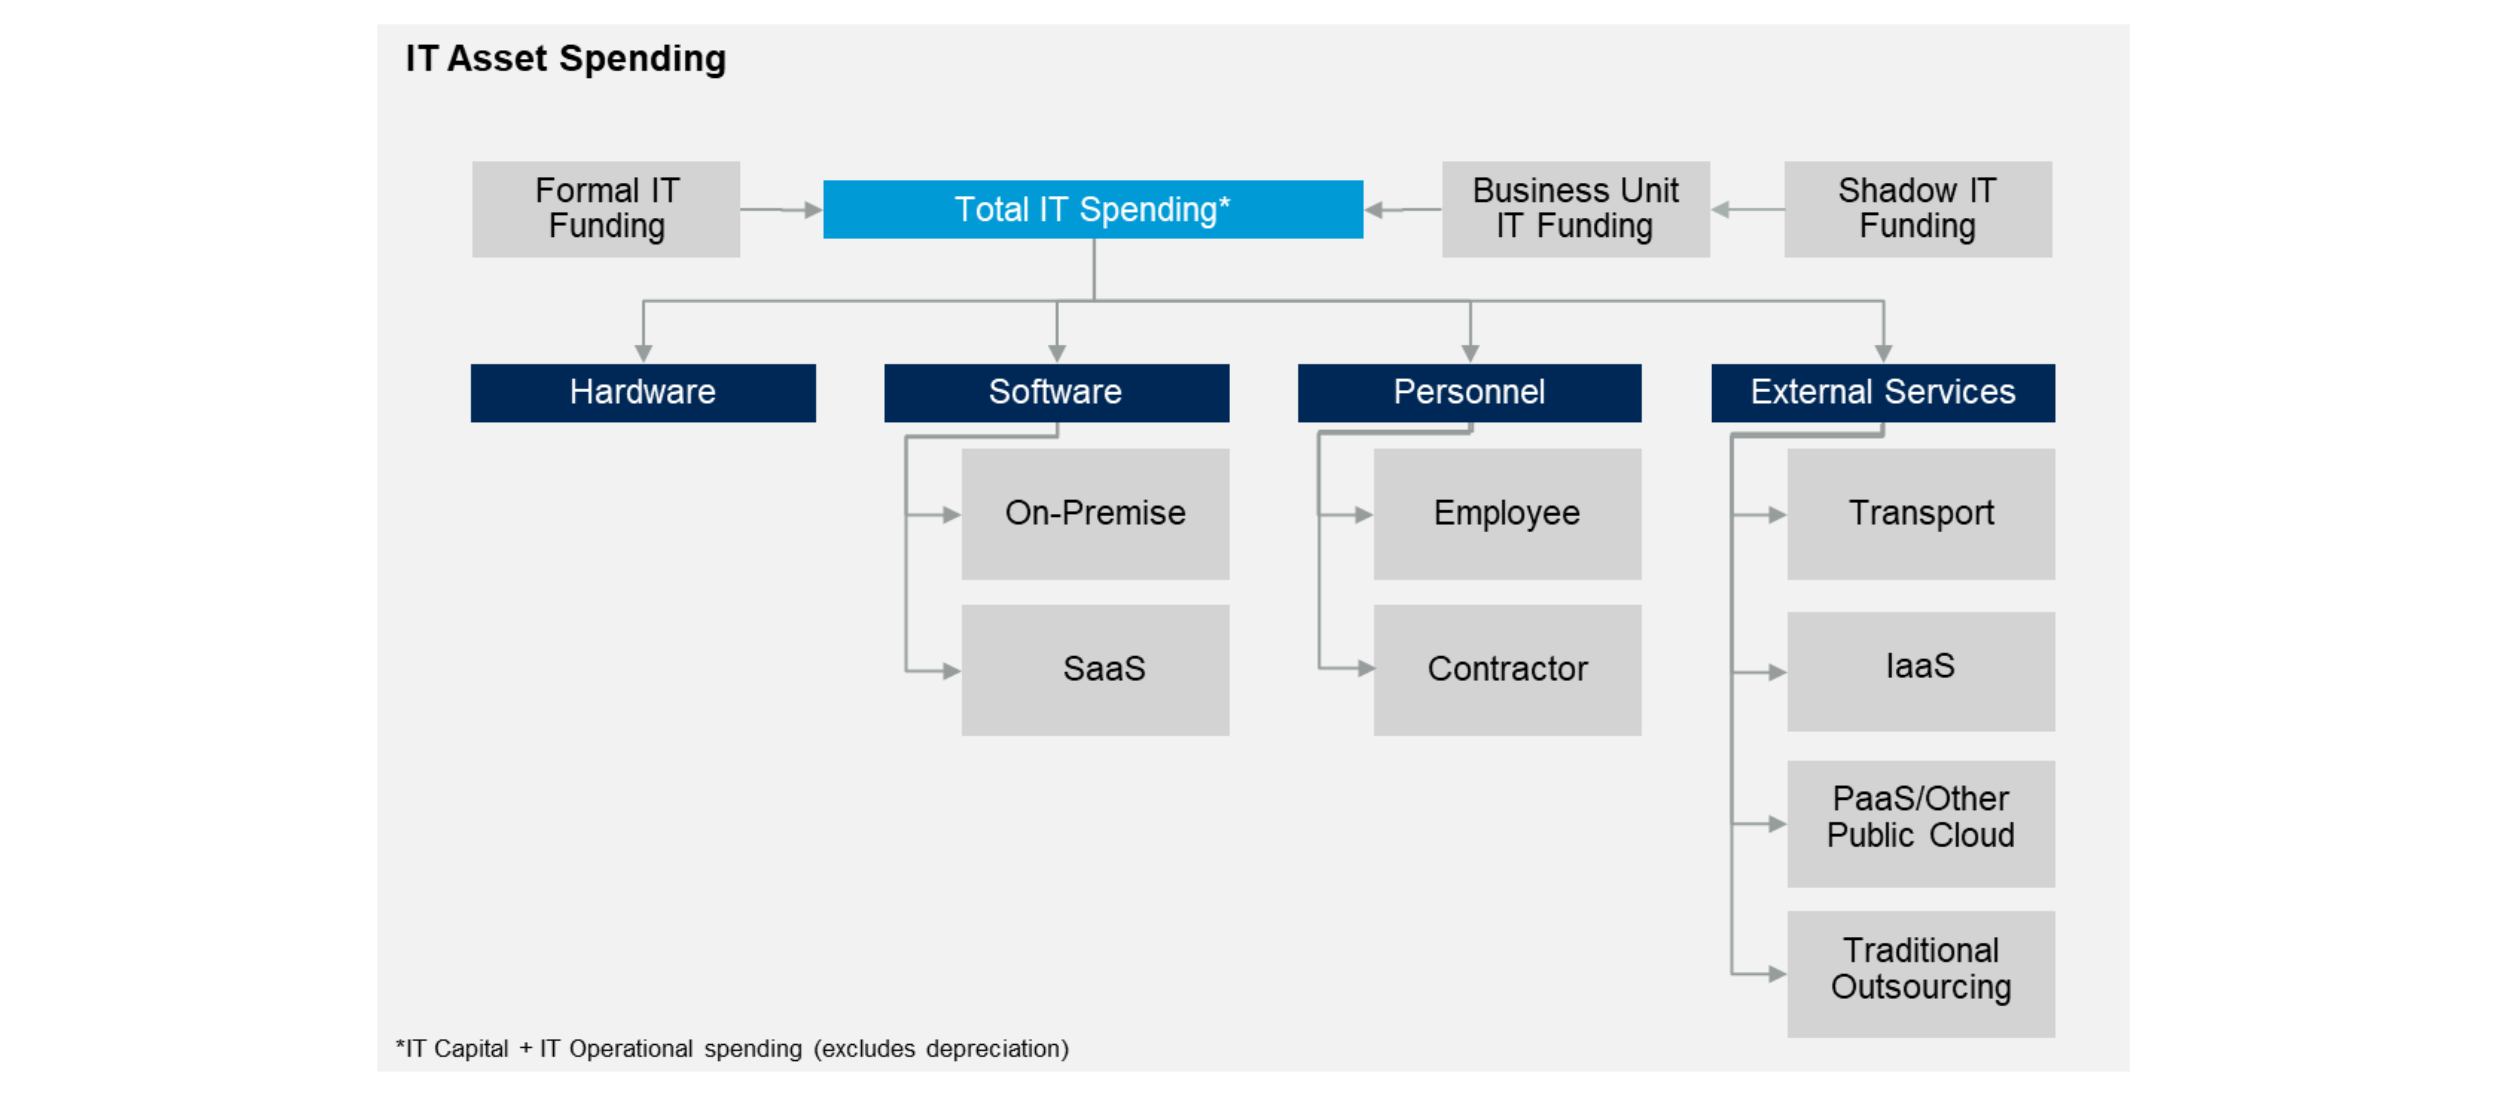 IT Asset Spending
Formal IT
Funding
Total IT Spending*
Business Unit
IT Funding
Shadow IT
Funding
Hardware
Software
Personnel
External Services
On-Premise
Employee
Transport
SaaS
Contractor
IaaS
PaaS/Other
Public Cloud
Traditional
Outsourcing
*IT Capital + IT Operational spending (excludes depreciation)